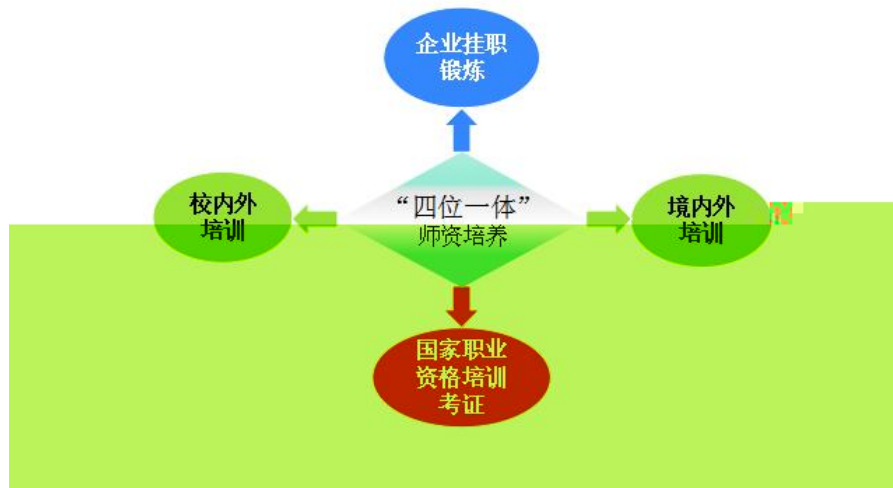 企业挂职
锻炼
校内外
培训
“四位一体”
师资培养
境内外
培训
国家职业
资格培训
考证